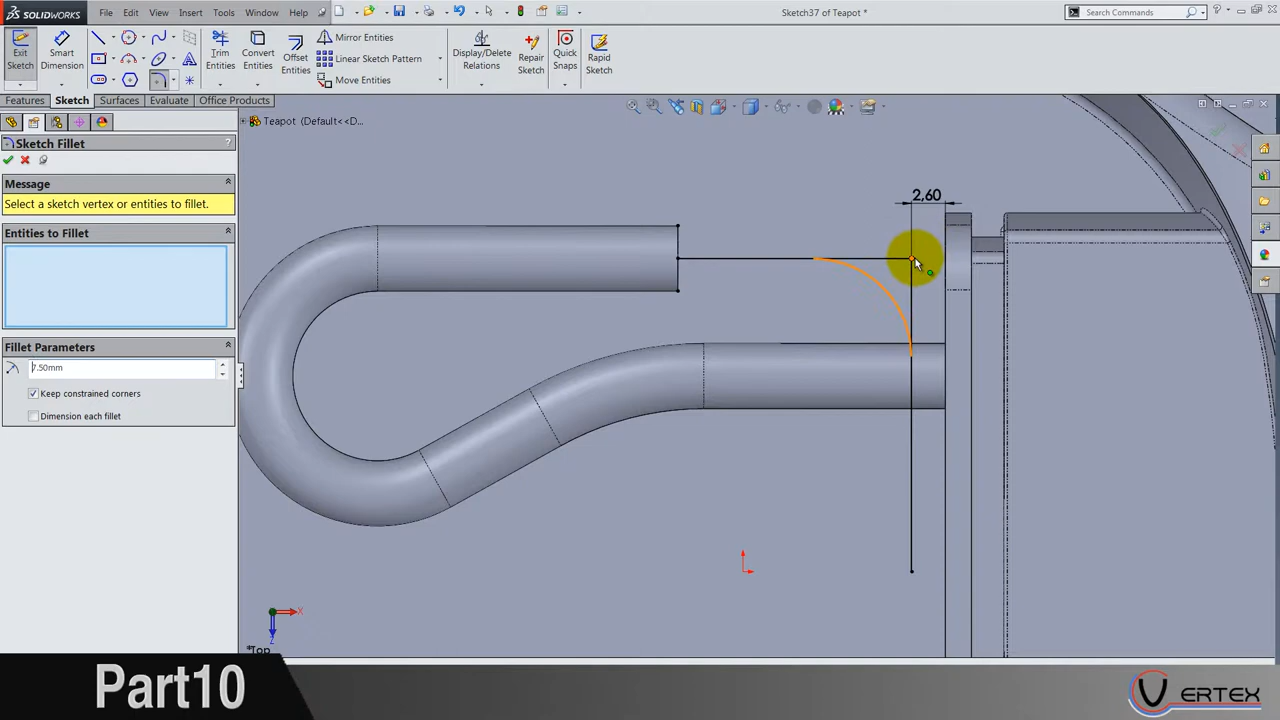 SOLIDWORKS
File Edit View Insert Tools Window Help
Sketch37 of Teapot *
Search Commands
Exit Sketch
Smart Dimension
Trim Entities
Convert Entities
Offset Entities
Mirror Entities
Linear Sketch Pattern
Move Entities
Display/Delete Relations
Repair Sketch
Quick Snaps
Rapid Sketch
Features Sketch Surfaces Evaluate Office Products
Teapot (Default<<D...
Sketch Fillet
?
Message
Select a sketch vertex or entities to fillet.
Entities to Fillet
Fillet Parameters
7.50mm
Keep constrained corners
Dimension each fillet
2,60
X
Z
*Top
Part10
VERTEX